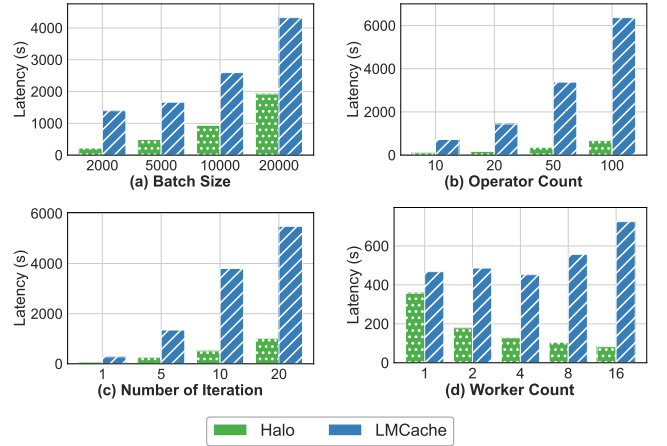 Latency (s)
4000
3000
2000
1000
0
2000 5000 10000 20000
(a) Batch Size
Latency (s)
6000
4000
2000
0
10 20 50 100
(b) Operator Count
Latency (s)
6000
4000
2000
0
1 5 10 20
(c) Number of Iteration
Latency (s)
600
400
200
0
1 2 4 8 16
(d) Worker Count
Halo LMCache